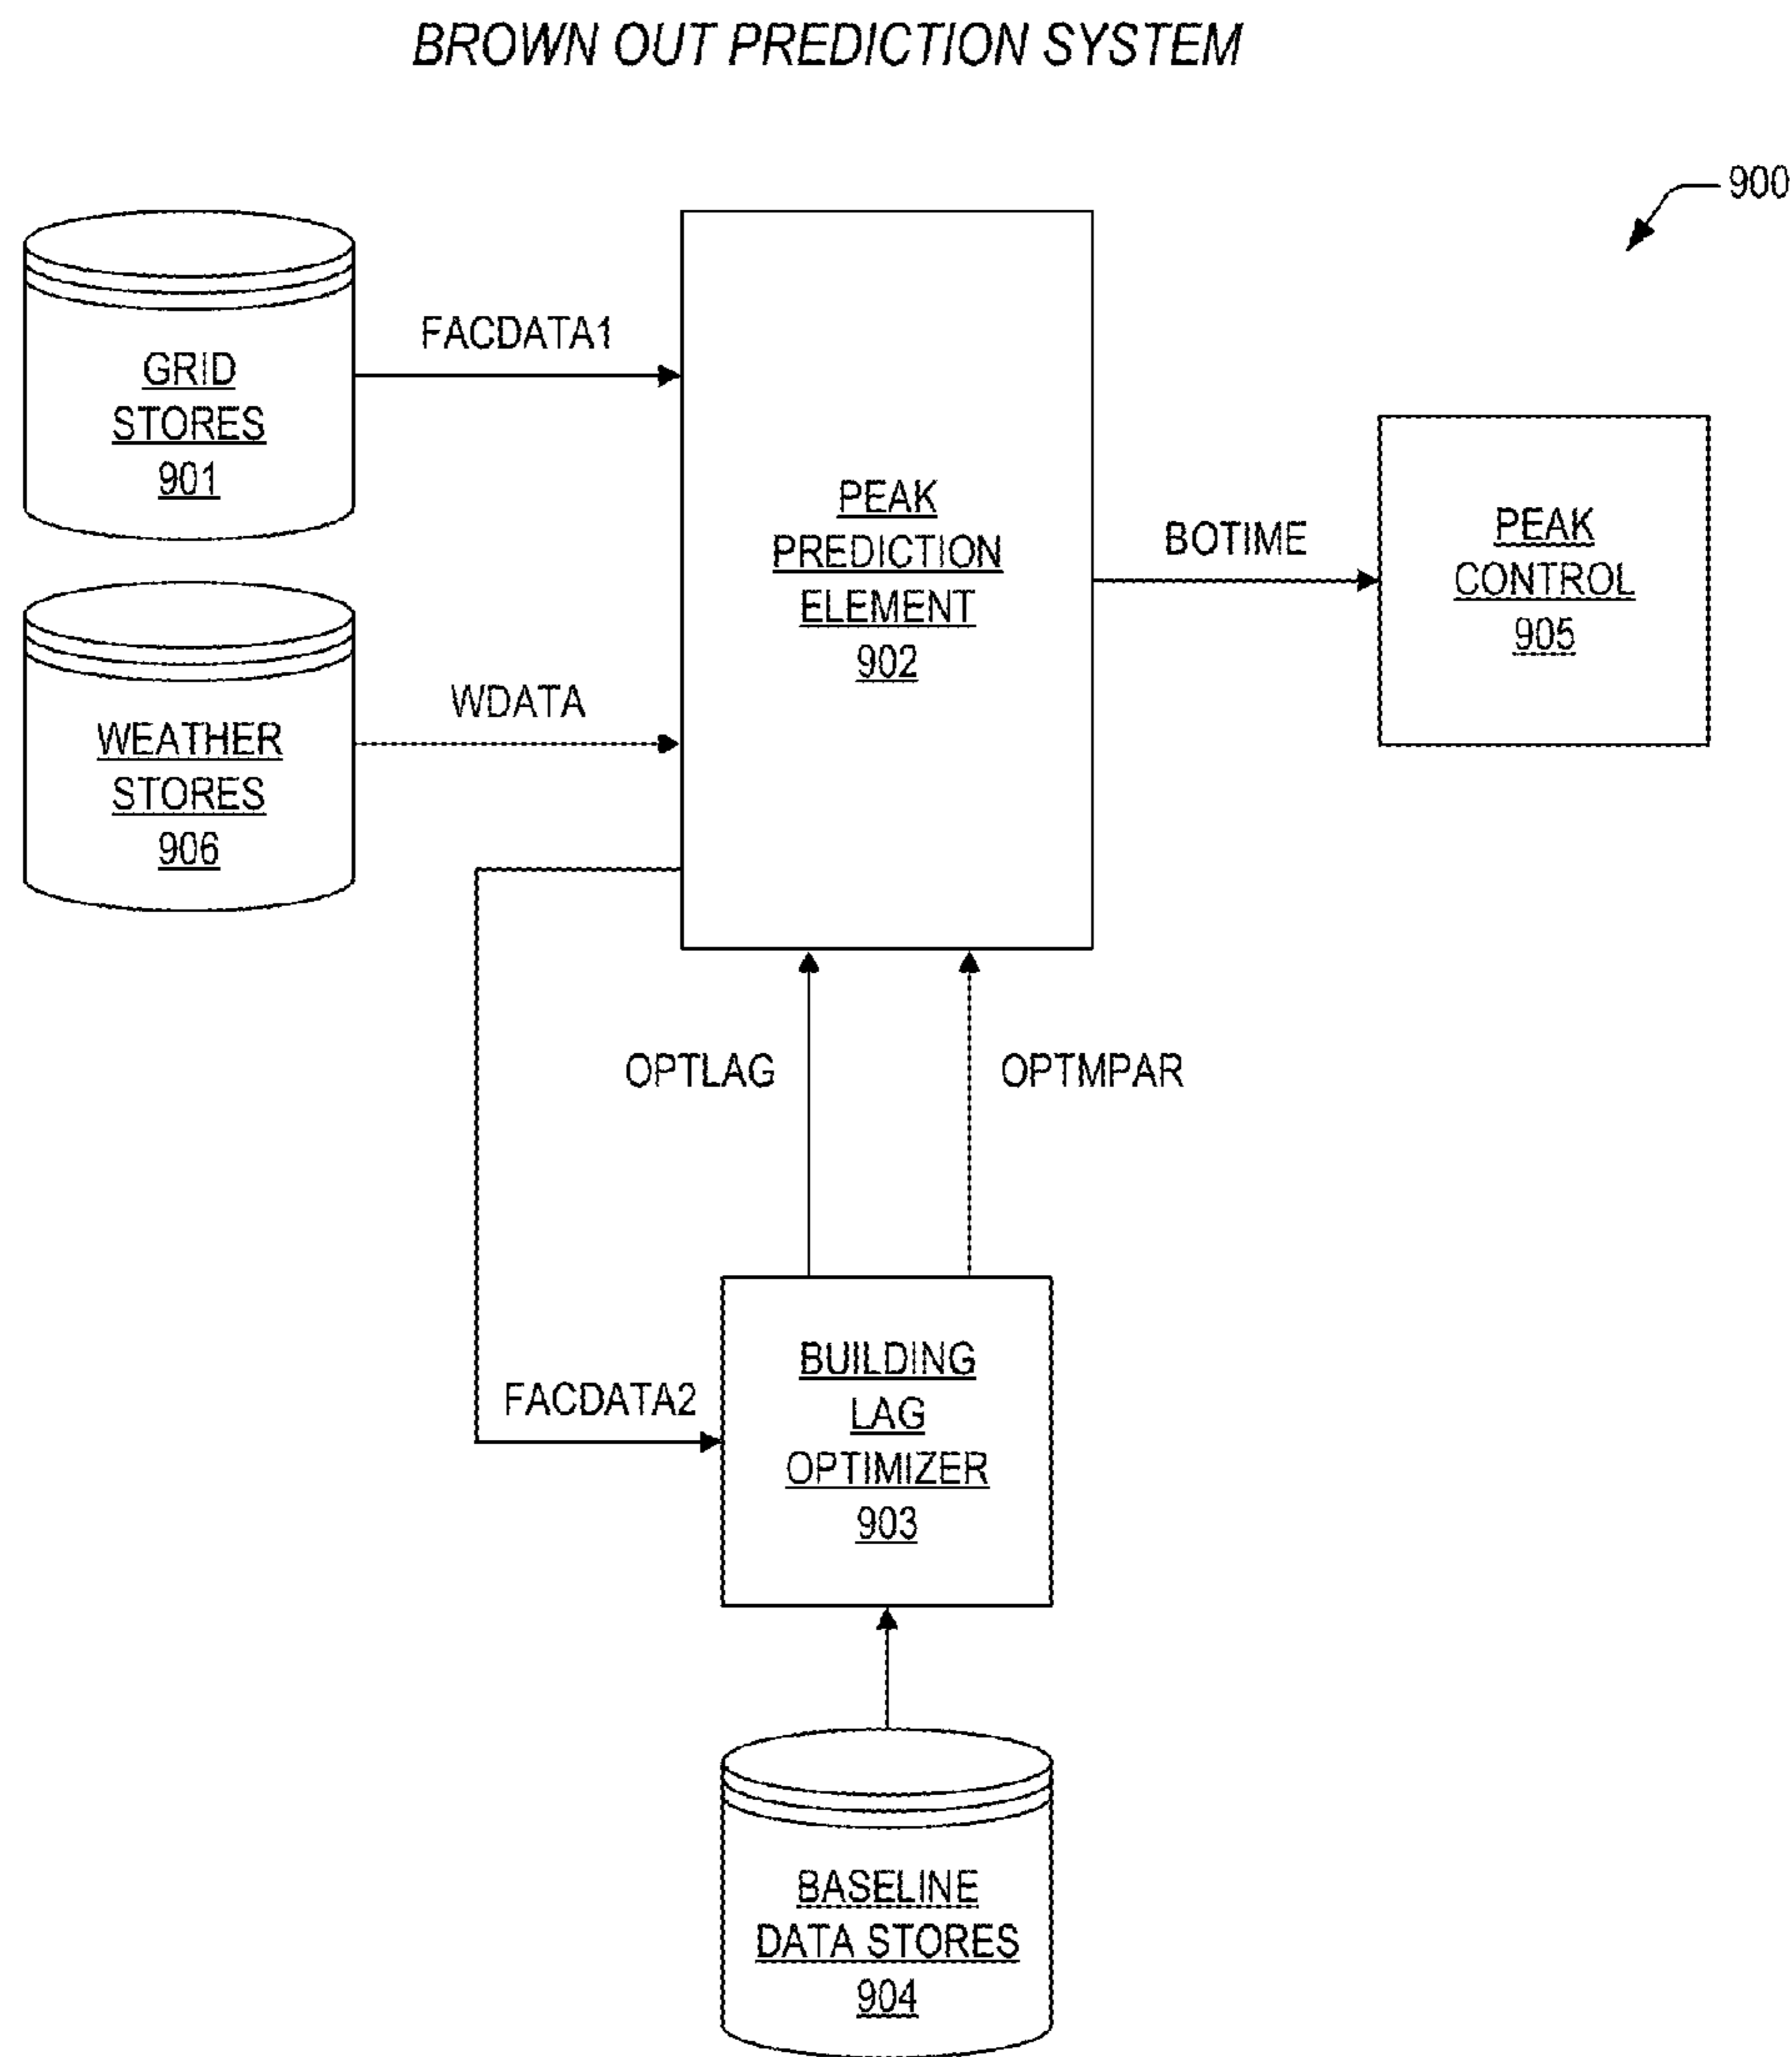 BROWN OUT PREDICTION SYSTEM
900
GRID
STORES
901
FACDATA1
WEATHER
STORES
906
WDATA
PEAK
PREDICTION
ELEMENT
902
BOTIME
PEAK
CONTROL
905
OPTLAG
OPTMPAR
FACDATA2
BUILDING
LAG
OPTIMIZER
903
BASELINE
DATA STORES
904